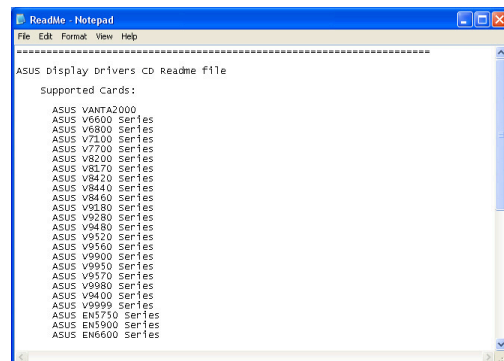 ReadMe - Notepad
File Edit Format View Help
======================================================================
ASUS Display Drivers CD Readme file
Supported Cards:
ASUS VANTA2000
ASUS V6600 Series
ASUS V6800 Series
ASUS V7100 Series
ASUS V7700 Series
ASUS V8200 Series
ASUS V8170 Series
ASUS V8420 Series
ASUS V8440 Series
ASUS V8460 Series
ASUS V9180 Series
ASUS V9280 Series
ASUS V9480 Series
ASUS V9520 Series
ASUS V9560 Series
ASUS V9900 Series
ASUS V9950 Series
ASUS V9570 Series
ASUS V9980 Series
ASUS V9400 Series
ASUS V9999 Series
ASUS EN5750 Series
ASUS EN5900 Series
ASUS EN6600 Series